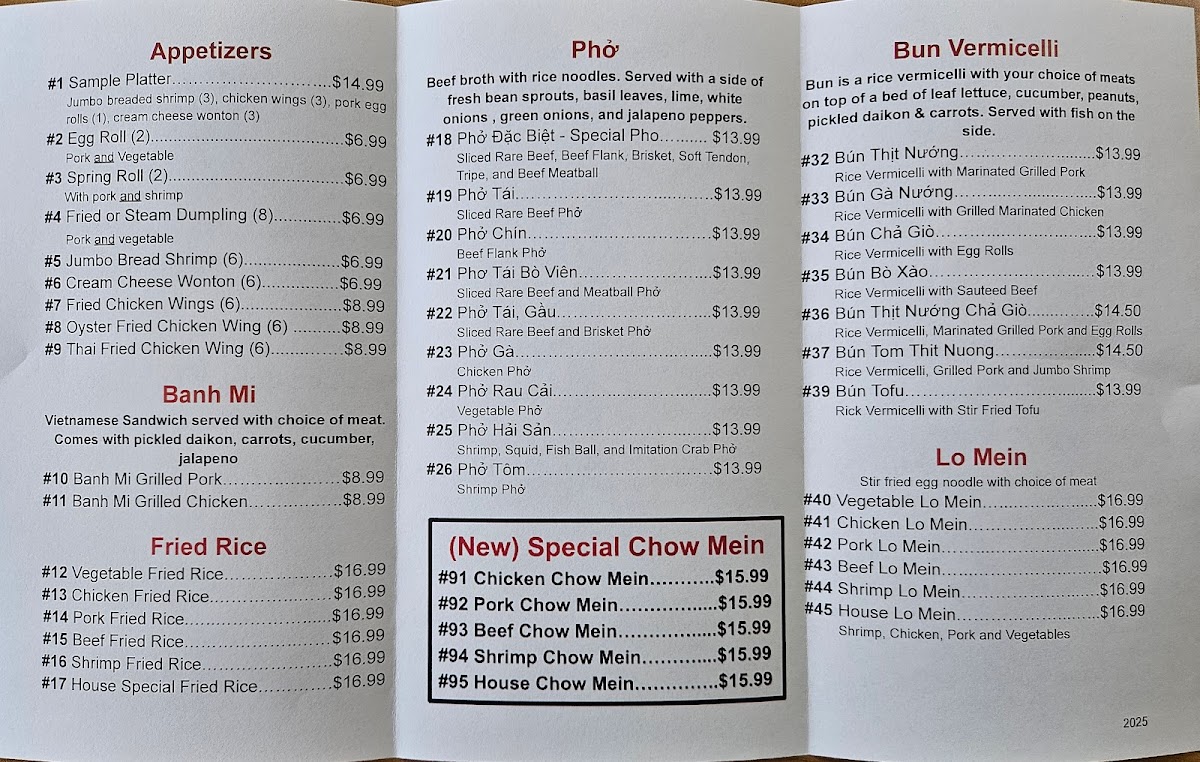 Appetizers
#1 Sample Platter..............................$14.99
Jumbo breaded shrimp (3), chicken wings (3), pork egg
rolls (1), cream cheese wonton (3)
#2 Egg Roll (2)..........................................$6.99
Pork and Vegetable
#3 Spring Roll (2).....................................$6.99
With pork and shrimp
#4 Fried or Steam Dumpling (8)..............$6.99
Pork and vegetable
#5 Jumbo Bread Shrimp (6)....................$6.99
#6 Cream Cheese Wonton (6)................$6.99
#7 Fried Chicken Wings (6)....................$8.99
#8 Oyster Fried Chicken Wing (6) ...........$8.99
#9 Thai Fried Chicken Wing (6)...............$8.99
Banh Mi
Vietnamese Sandwich served with choice of meat.
Comes with pickled daikon, carrots, cucumber,
jalapeno
#10 Banh Mi Grilled Pork........................$8.99
#11 Banh Mi Grilled Chicken...................$8.99
Fried Rice
#12 Vegetable Fried Rice......................$16.99
#13 Chicken Fried Rice.........................$16.99
#14 Pork Fried Rice..............................$16.99
#15 Beef Fried Rice..............................$16.99
#16 Shrimp Fried Rice...........................$16.99
#17 House Special Fried Rice...............$16.99
Phở
Beef broth with rice noodles. Served with a side of
fresh bean sprouts, basil leaves, lime, white
onions , green onions, and jalapeno peppers.
#18 Phở Đặc Biệt - Special Pho.......... $13.99
Sliced Rare Beef, Beef Flank, Brisket, Soft Tendon,
Tripe, and Beef Meatball
#19 Phở Tái.........................................$13.99
Sliced Rare Beef Phở
#20 Phở Chín.......................................$13.99
Beef Flank Phở
#21 Phơ Tái Bò Viên............................$13.99
Sliced Rare Beef and Meatball Phở
#22 Phở Tái, Gàu.................................$13.99
Sliced Rare Beef and Brisket Phở
#23 Phở Gà.........................................$13.99
Chicken Phở
#24 Phở Rau Cải..................................$13.99
Vegetable Phở
#25 Phở Hải Sản..................................$13.99
Shrimp, Squid, Fish Ball, and Imitation Crab Phở
#26 Phở Tôm.......................................$13.99
Shrimp Phở
(New) Special Chow Mein
#91 Chicken Chow Mein...........$15.99
#92 Pork Chow Mein.................$15.99
#93 Beef Chow Mein.................$15.99
#94 Shrimp Chow Mein.............$15.99
#95 House Chow Mein..............$15.99
Bun Vermicelli
Bun is a rice vermicelli with your choice of meats
on top of a bed of leaf lettuce, cucumber, peanuts,
pickled daikon & carrots. Served with fish on the
side.
#32 Bún Thịt Nướng............................$13.99
Rice Vermicelli with Marinated Grilled Pork
#33 Bún Gà Nướng.............................$13.99
Rice Vermicelli with Grilled Marinated Chicken
#34 Bún Chả Giò.................................$13.99
Rice Vermicelli with Egg Rolls
#35 Bún Bò Xào..................................$13.99
Rice Vermicelli with Sauteed Beef
#36 Bún Thịt Nướng Chả Giò..............$14.50
Rice Vermicelli, Marinated Grilled Pork and Egg Rolls
#37 Bún Tom Thit Nuong.....................$14.50
Rice Vermicelli, Grilled Pork and Jumbo Shrimp
#39 Bún Tofu........................................$13.99
Rick Vermicelli with Stir Fried Tofu
Lo Mein
Stir fried egg noodle with choice of meat
#40 Vegetable Lo Mein........................$16.99
#41 Chicken Lo Mein...........................$16.99
#42 Pork Lo Mein................................$16.99
#43 Beef Lo Mein................................$16.99
#44 Shrimp Lo Mein............................$16.99
#45 House Lo Mein.............................$16.99
Shrimp, Chicken, Pork and Vegetables
2025